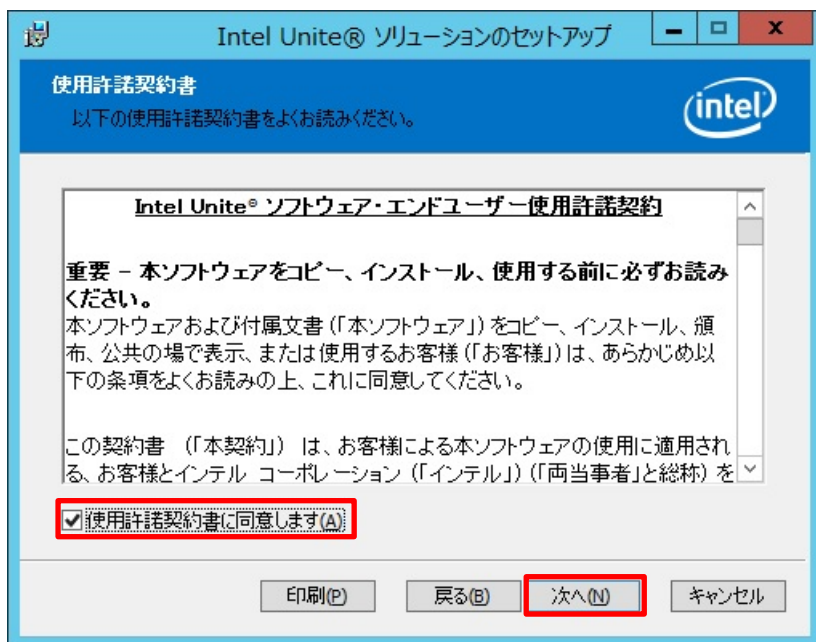 Intel Unite® ソリューションのセットアップ
使用許諾契約書
以下の使用許諾契約書をよくお読みください。
intel
Intel Unite® ソフトウェア・エンドユーザー使用許諾契約
重要 – 本ソフトウェアをコピー、インストール、使用する前に必ずお読み
ください。
本ソフトウェアおよび付属文書（「本ソフトウェア」）をコピー、インストール、頒
布、公共の場で表示、または使用するお客様（「お客様」）は、あらかじめ以
下の条項をよくお読みの上、これに同意してください。
この契約書 （「本契約」） は、お客様による本ソフトウェアの使用に適用され
る、お客様とインテル コーポレーション（「インテル」）（「両当事者」と総称）を
使用許諾契約書に同意します(A)
印刷(P) 戻る(B) 次へ(N) キャンセル